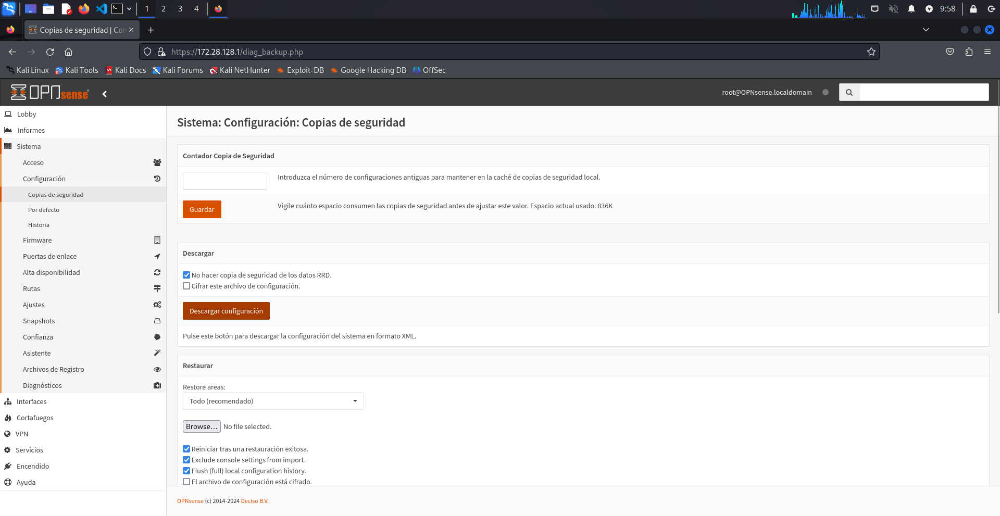 1 2 3 4 9:58
Copias de seguridad | Con
https://172.28.128.1/diag_backup.php
Kali Linux Kali Tools Kali Docs Kali Forums Kali NetHunter Exploit-DB Google Hacking DB OffSec
OPNsense root@OPNsense.localdomain
Lobby
Informes
Sistema
Acceso
Configuración
Copias de seguridad
Por defecto
Historia
Firmware
Puertas de enlace
Alta disponibilidad
Rutas
Ajustes
Snapshots
Confianza
Asistente
Archivos de Registro
Diagnósticos
Interfaces
Cortafuegos
VPN
Servicios
Encendido
Ayuda
Sistema: Configuración: Copias de seguridad
Contador Copia de Seguridad
Introduzca el número de configuraciones antiguas para mantener en la caché de copias de seguridad local.
Guardar Vigile cuánto espacio consumen las copias de seguridad antes de ajustar este valor. Espacio actual usado: 836K
Descargar
No hacer copia de seguridad de los datos RRD.
Cifrar este archivo de configuración.
Descargar configuración
Pulse este botón para descargar la configuración del sistema en formato XML.
Restaurar
Restore areas:
Todo (recomendado)
Browse... No file selected.
Reiniciar tras una restauración exitosa.
Exclude console settings from import.
Flush (full) local configuration history.
El archivo de configuración está cifrado.
OPNsense (c) 2014-2024 Deciso B.V.